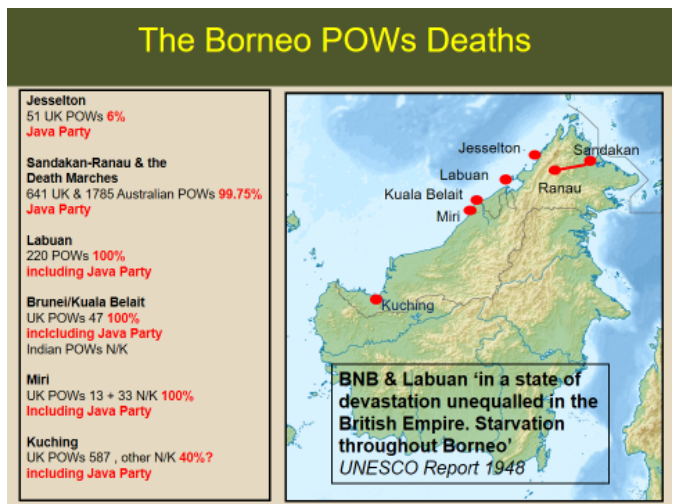 The Borneo POWs Deaths
Jesselton
51 UK POWs 6%
Java Party
Sandakan-Ranau & the
Death Marches
641 UK & 1785 Australian POWs 99.75%
Java Party
Labuan
220 POWs 100%
including Java Party
Brunei/Kuala Belait
UK POWs 47 100%
inclcluding Java Party
Indian POWs N/K
Miri
UK POWs 13 + 33 N/K 100%
Including Java Party
Kuching
UK POWs 587 , other N/K 40%?
including Java Party
Jesselton
Sandakan
Labuan
Ranau
Kuala Belait
Miri
Kuching
BNB & Labuan ‘in a state of
devastation unequalled in the
British Empire. Starvation
throughout Borneo’
UNESCO Report 1948